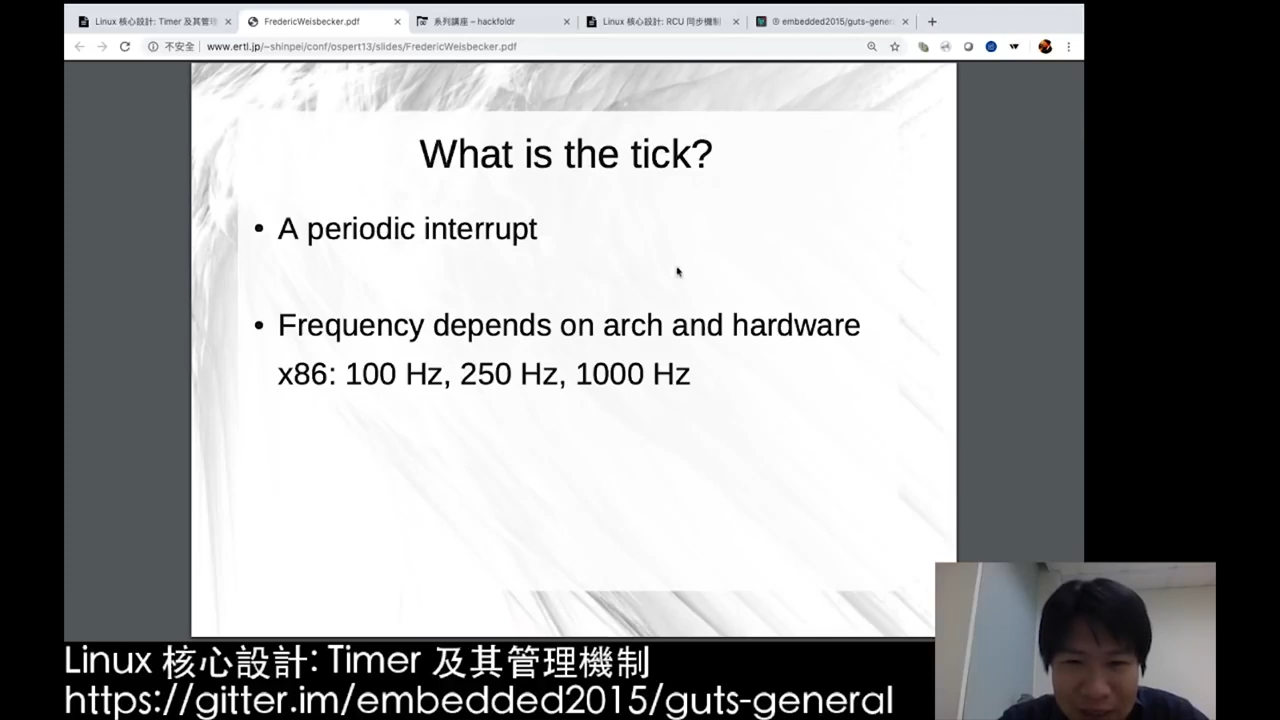 Linux 核心設計: Timer 及其管理
FredericWeisbecker.pdf
系列講座 – hackfoldr
Linux 核心設計: RCU 同步機制
embedded2015/guts-gener
不安全 www.ertl.jp/~shinpei/conf/ospert13/slides/FredericWeisbecker.pdf
What is the tick?
• A periodic interrupt
• Frequency depends on arch and hardware
x86: 100 Hz, 250 Hz, 1000 Hz
Linux 核心設計: Timer 及其管理機制
https://gitter.im/embedded2015/guts-general